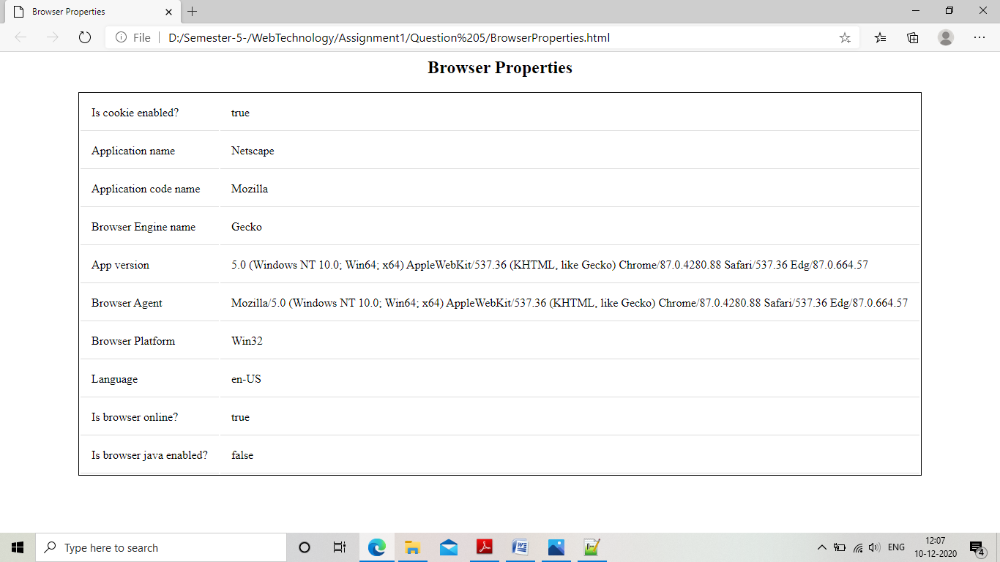 Browser Properties
File D:/Semester-5-/WebTechnology/Assignment1/Question%205/BrowserProperties.html
Browser Properties
Is cookie enabled? true
Application name Netscape
Application code name Mozilla
Browser Engine name Gecko
App version 5.0 (Windows NT 10.0; Win64; x64) AppleWebKit/537.36 (KHTML, like Gecko) Chrome/87.0.4280.88 Safari/537.36 Edg/87.0.664.57
Browser Agent Mozilla/5.0 (Windows NT 10.0; Win64; x64) AppleWebKit/537.36 (KHTML, like Gecko) Chrome/87.0.4280.88 Safari/537.36 Edg/87.0.664.57
Browser Platform Win32
Language en-US
Is browser online? true
Is browser java enabled? false
Type here to search
ENG
12:07
10-12-2020
4